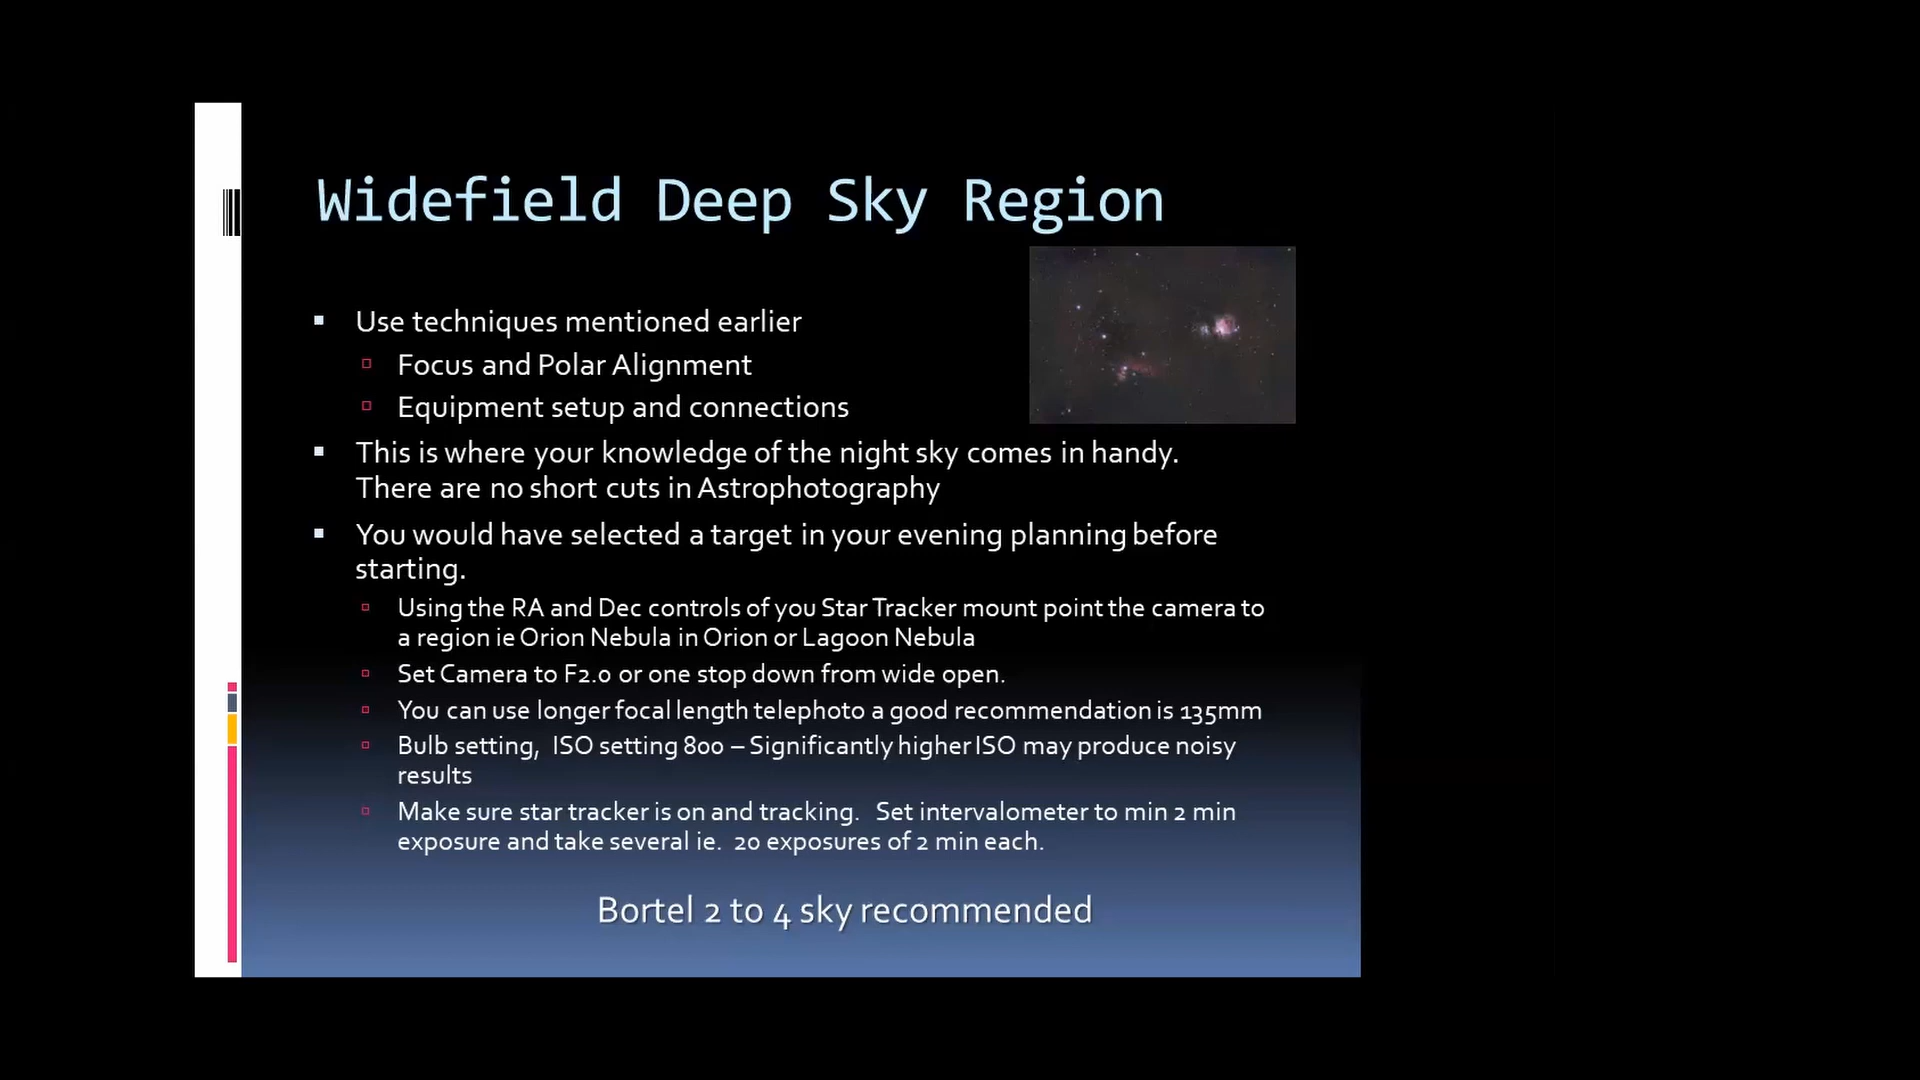 Widefield Deep Sky Region
Use techniques mentioned earlier
Focus and Polar Alignment
Equipment setup and connections
This is where your knowledge of the night sky comes in handy.
There are no short cuts in Astrophotography
You would have selected a target in your evening planning before
starting.
Using the RA and Dec controls of you Star Tracker mount point the camera to
a region ie Orion Nebula in Orion or Lagoon Nebula
Set Camera to F2.0 or one stop down from wide open.
You can use longer focal length telephoto a good recommendation is 135mm
Bulb setting,  ISO setting 800 – Significantly higher ISO may produce noisy
results
Make sure star tracker is on and tracking.  Set intervalometer to min 2 min
exposure and take several ie.  20 exposures of 2 min each.
Bortel 2 to 4 sky recommended